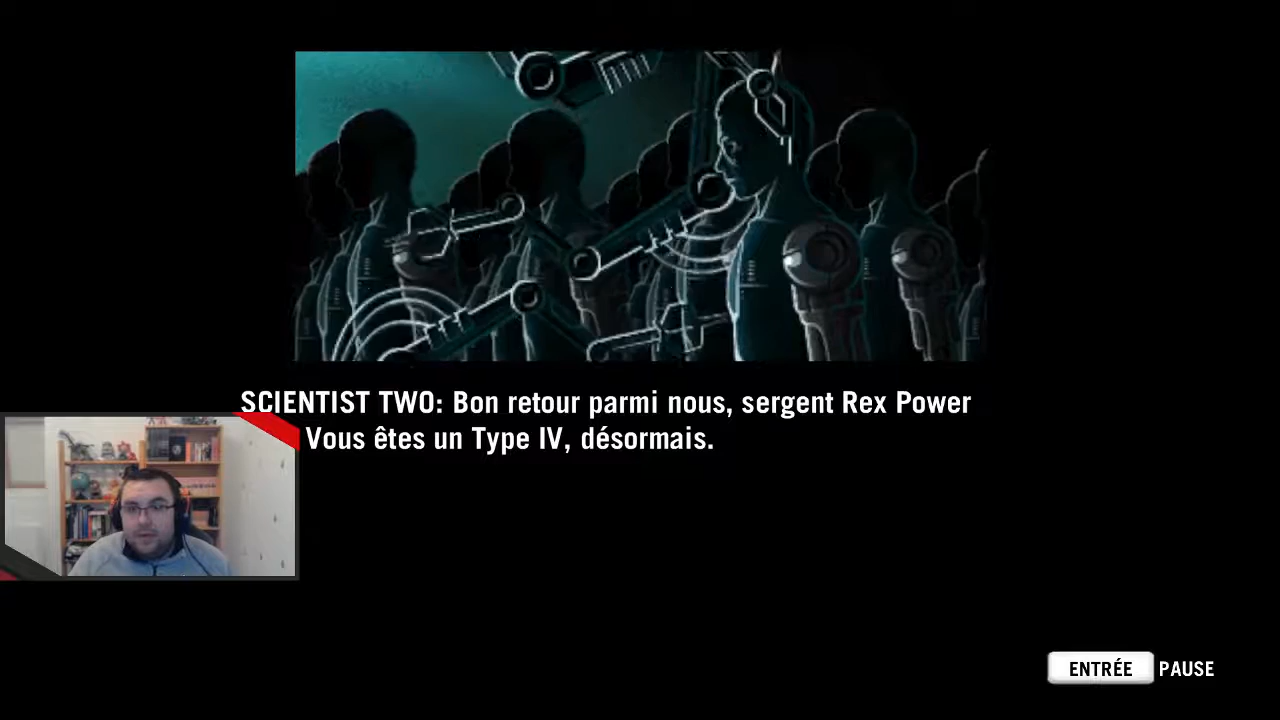 SCIENTIST TWO: Bon retour parmi nous, sergent Rex Power
Vous êtes un Type IV, désormais.
ENTRÉE PAUSE